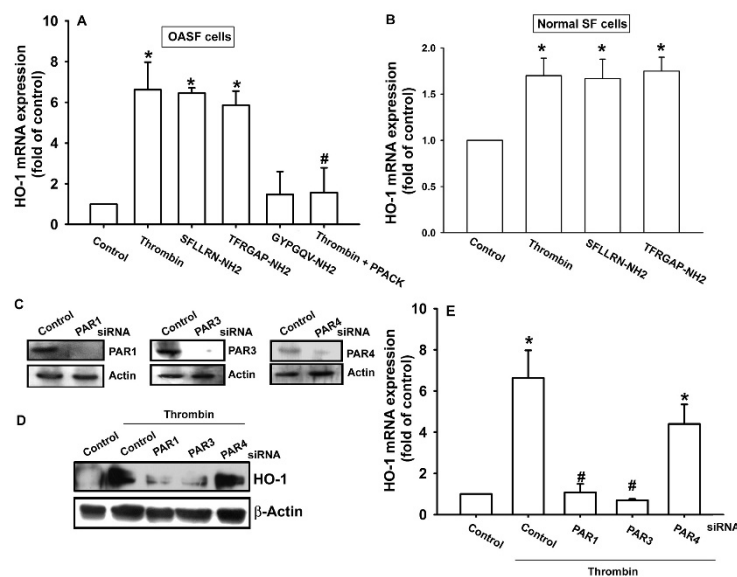 A
OASF cells
HO-1 mRNA expression
(fold of control)
10
8
6
4
2
0
*
*
*
#
Control
Thrombin
SFLLRN-NH2
TFRGAP-NH2
GYPGQV-NH2
Thrombin + PPACK
B
Normal SF cells
HO-1 mRNA expression
(fold of control)
2.0
1.5
1.0
0.5
0.0
*
*
*
Control
Thrombin
SFLLRN-NH2
TFRGAP-NH2
C
Control PAR1 siRNA
PAR1
Actin
Control PAR3 siRNA
PAR3
Actin
Control PAR4 siRNA
PAR4
Actin
D
Thrombin
Control Control PAR1 PAR3 PAR4 siRNA
HO-1
β-Actin
E
HO-1 mRNA expression
(fold of control)
10
8
6
4
2
0
*
#
#
*
Control Control PAR1 PAR3 PAR4 siRNA
Thrombin